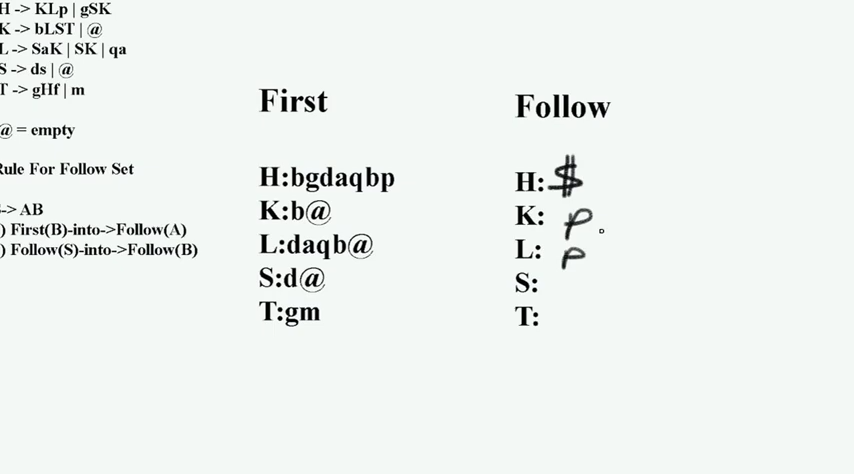 H -> KLp | gSK
K -> bLST | @
L -> SaK | SK | qa
S -> ds | @
T -> gHf | m
@ = empty
Rule For Follow Set
-> AB
) First(B)-into->Follow(A)
) Follow(S)-into->Follow(B)
First
H:bgdaqbp
K:b@
L:daqb@
S:d@
T:gm
Follow
H: $
K: p
L: p
S:
T: